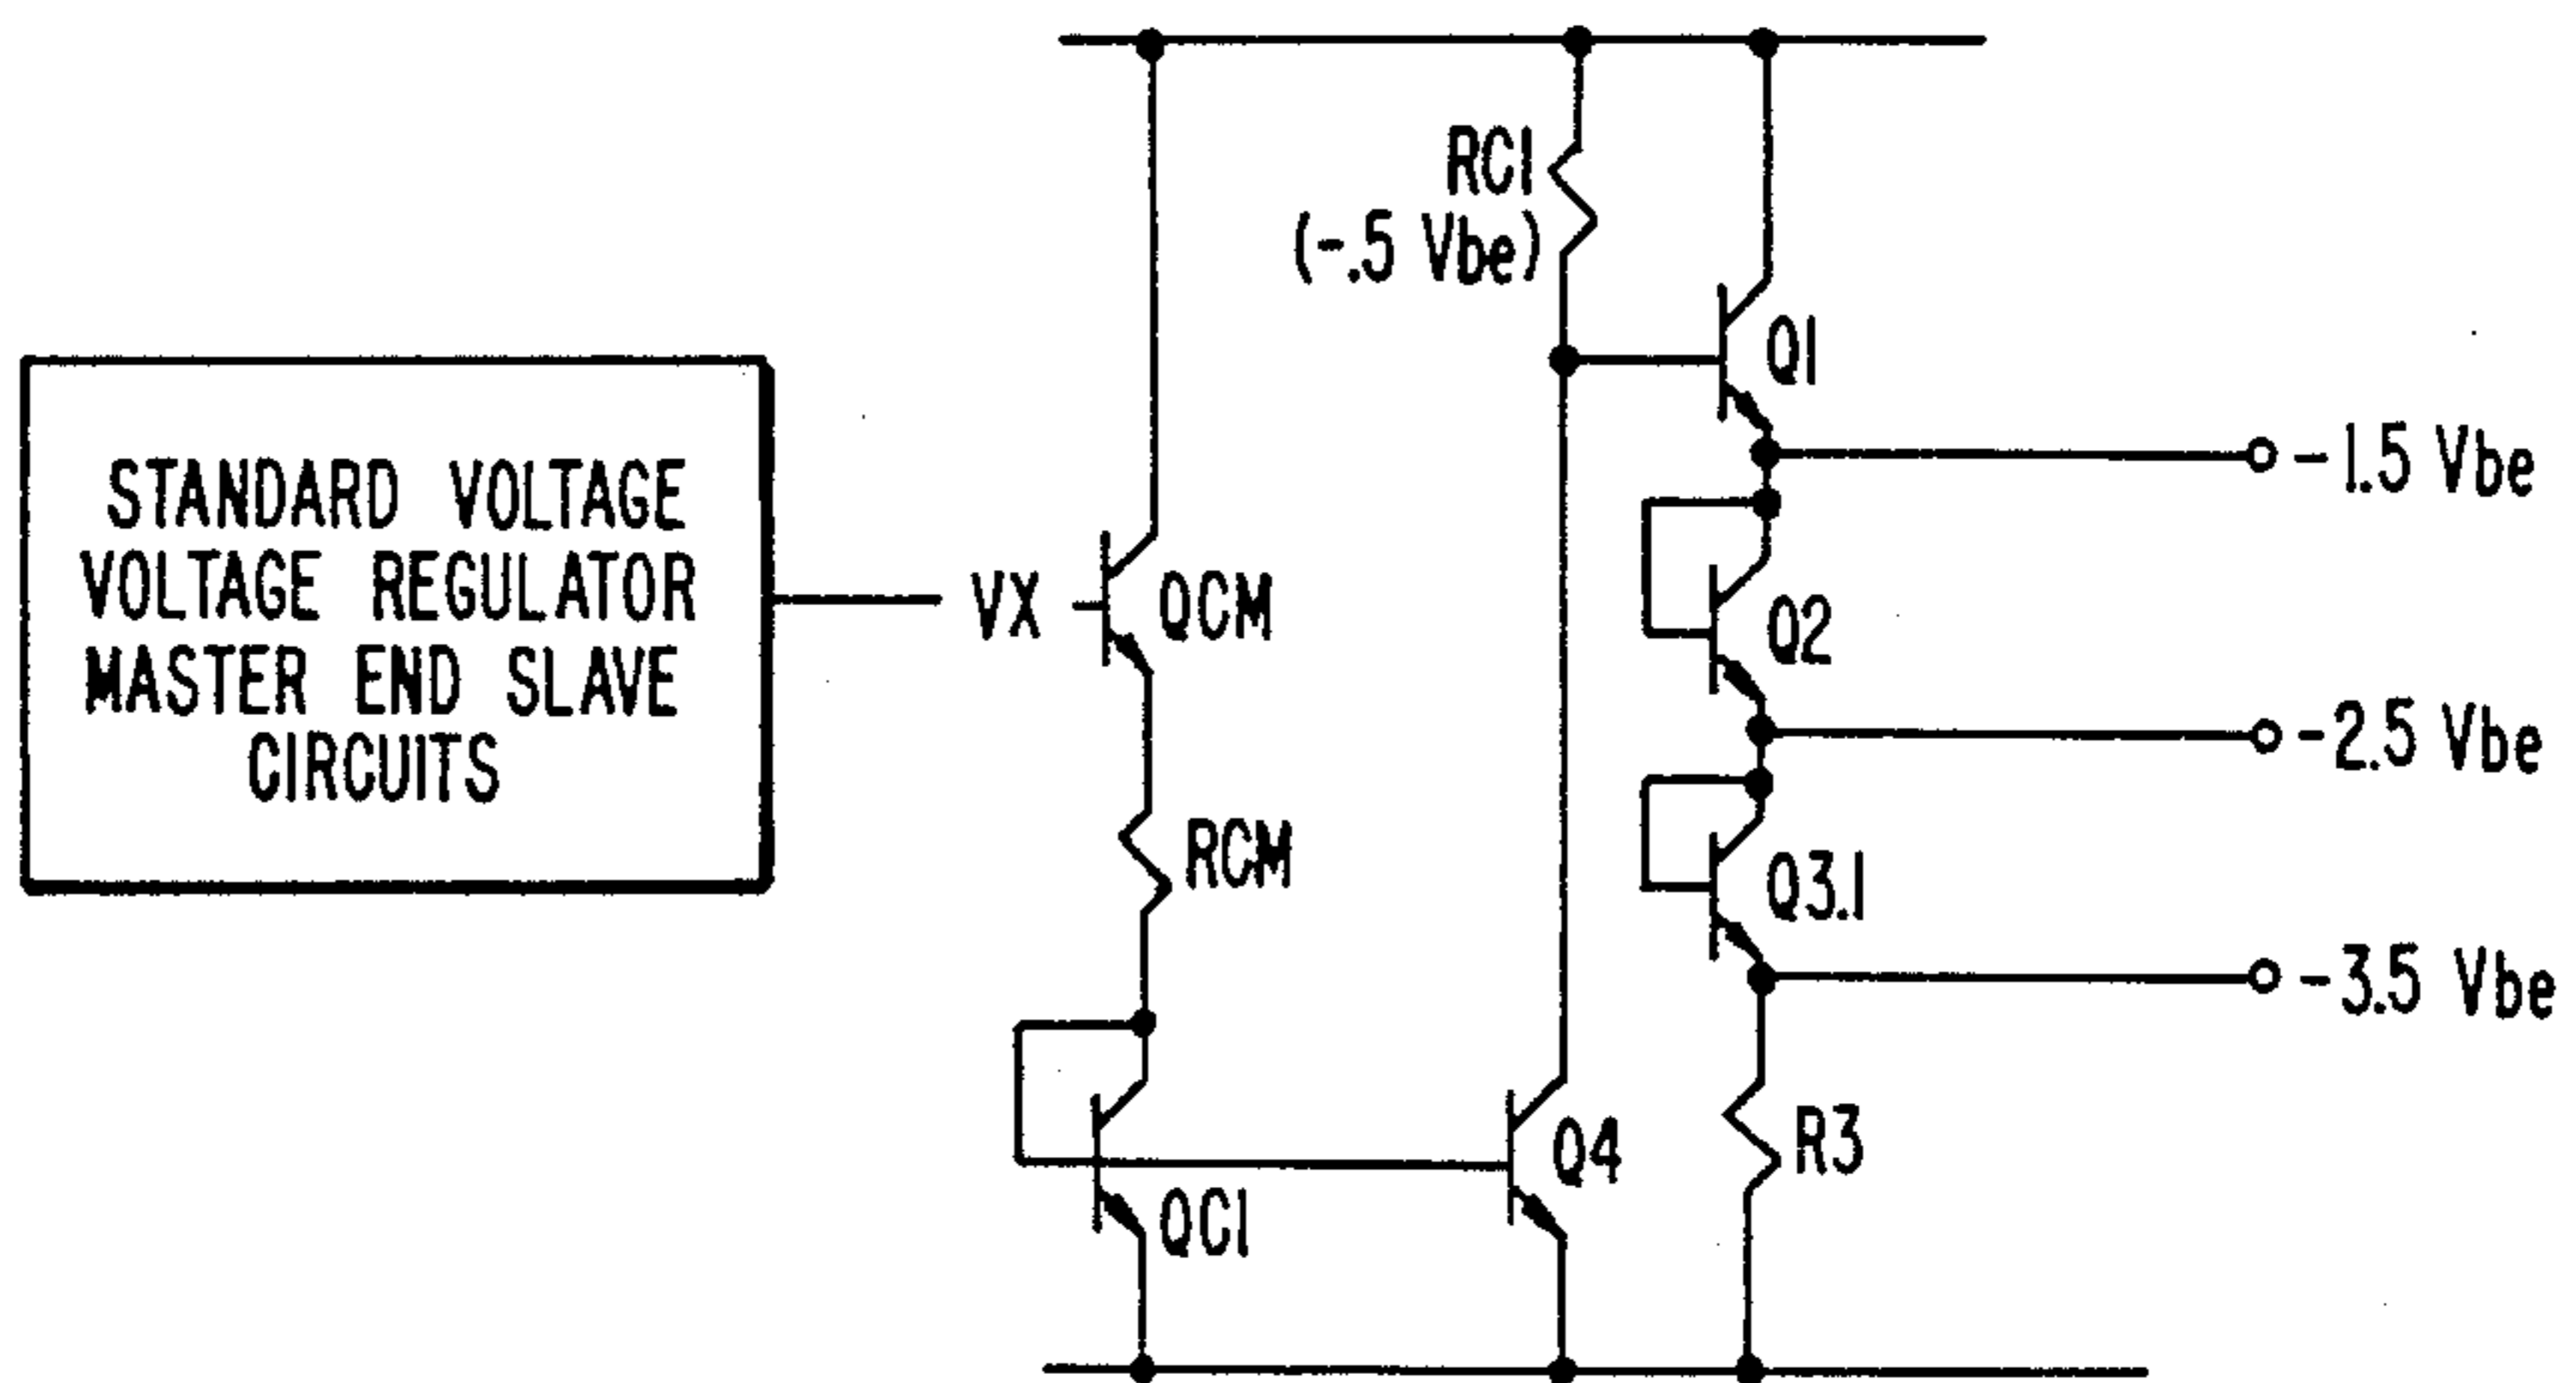 STANDARD VOLTAGE
VOLTAGE REGULATOR
MASTER END SLAVE
CIRCUITS
VX
QCM
RCM
QC1
RC1
(-.5 Vbe)
Q1
-1.5 Vbe
Q2
-2.5 Vbe
Q3.1
-3.5 Vbe
Q4
R3